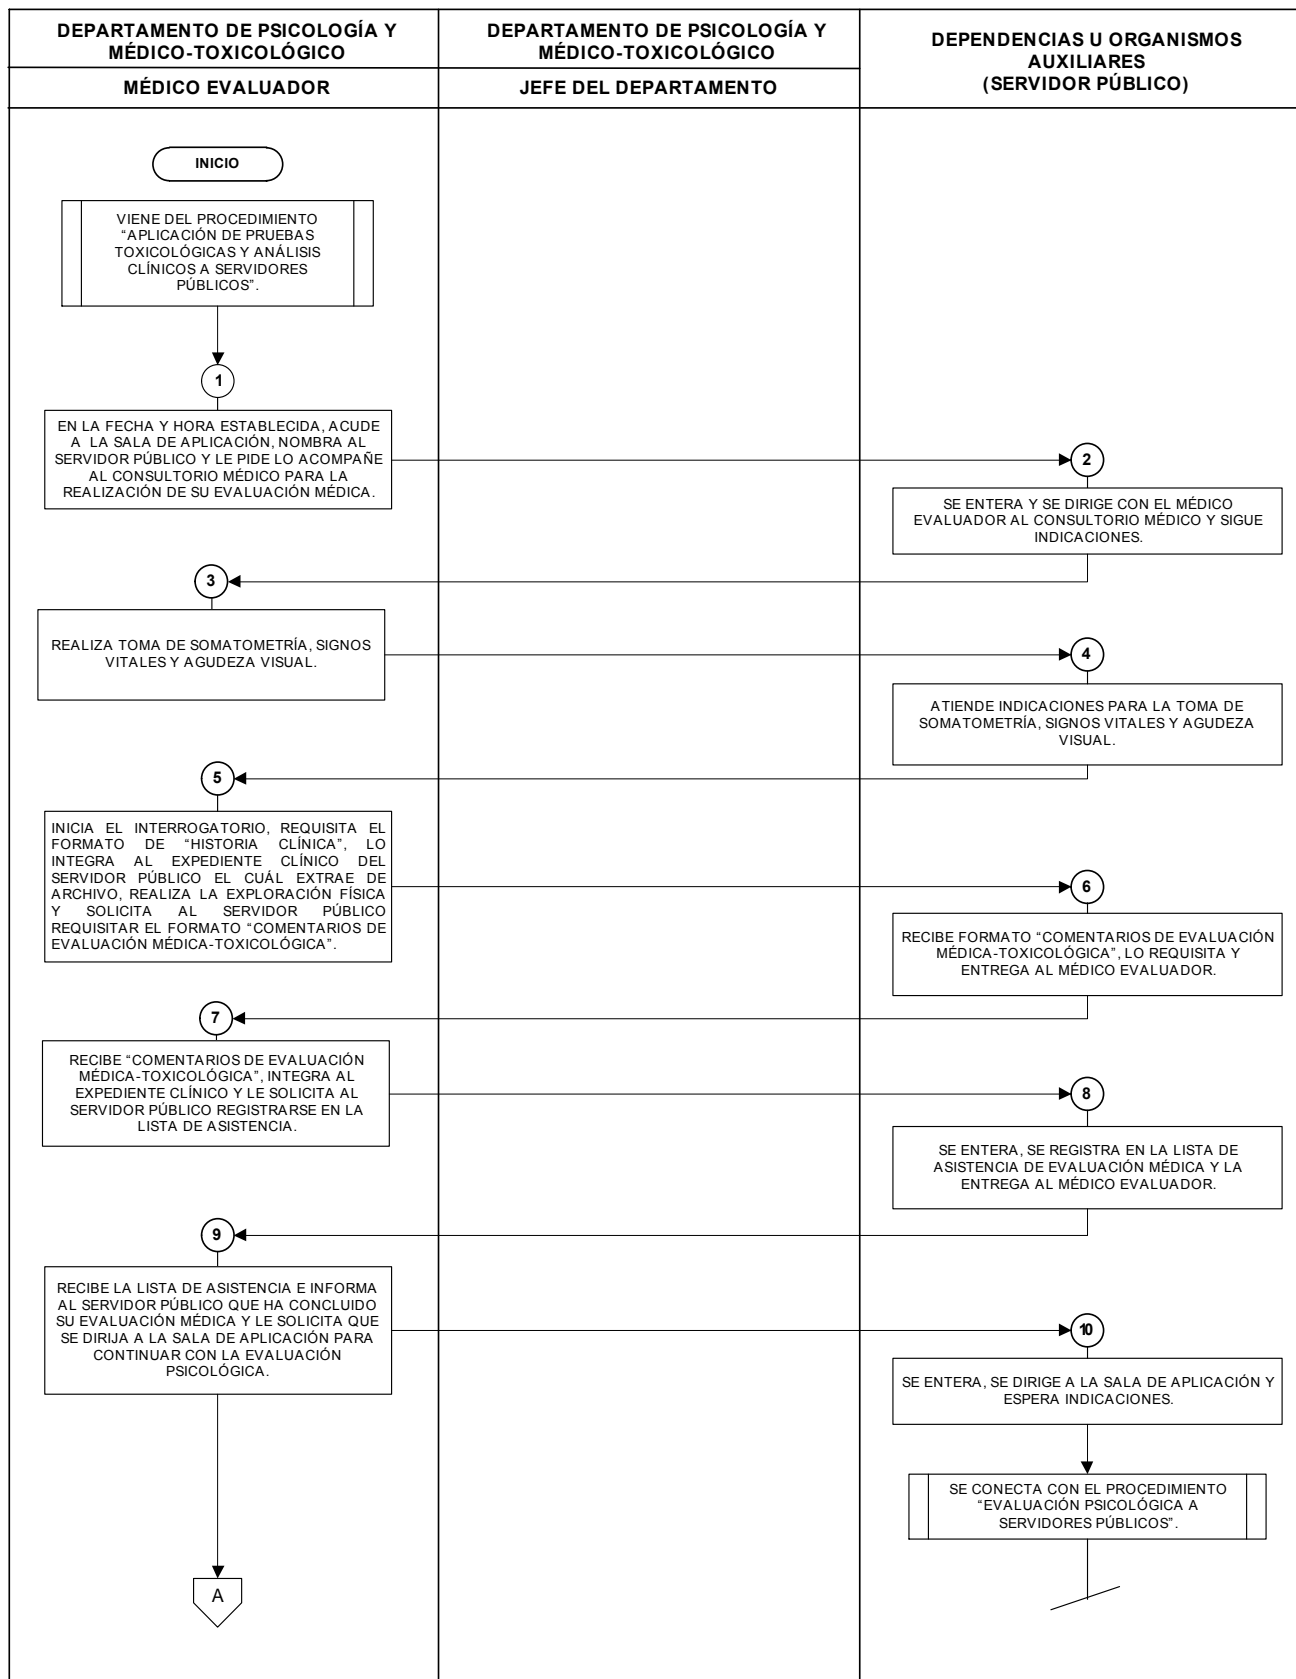 DEPARTAMENTO DE PSICOLOGÍA Y
MÉDICO-TOXICOLÓGICO
MÉDICO EVALUADOR
DEPARTAMENTO DE PSICOLOGÍA Y
MÉDICO-TOXICOLÓGICO
JEFE DEL DEPARTAMENTO
DEPENDENCIAS U ORGANISMOS
AUXILIARES
(SERVIDOR PÚBLICO)
INICIO
VIENE DEL PROCEDIMIENTO
“APLICACIÓN DE PRUEBAS
TOXICOLÓGICAS Y ANÁLISIS
CLÍNICOS A SERVIDORES
PÚBLICOS”.
1
EN LA FECHA Y HORA ESTABLECIDA, ACUDE
A LA SALA DE APLICACIÓN, NOMBRA AL
SERVIDOR PÚBLICO Y LE PIDE LO ACOMPAÑE
AL CONSULTORIO MÉDICO PARA LA
REALIZACIÓN DE SU EVALUACIÓN MÉDICA.
2
SE ENTERA Y SE DIRIGE CON EL MÉDICO
EVALUADOR AL CONSULTORIO MÉDICO Y SIGUE
INDICACIONES.
3
REALIZA TOMA DE SOMATOMETRÍA, SIGNOS
VITALES Y AGUDEZA VISUAL.
4
ATIENDE INDICACIONES PARA LA TOMA DE
SOMATOMETRÍA, SIGNOS VITALES Y AGUDEZA
VISUAL.
5
INICIA EL INTERROGATORIO, REQUISITA EL
FORMATO DE “HISTORIA CLÍNICA”, LO
INTEGRA AL EXPEDIENTE CLÍNICO DEL
SERVIDOR PÚBLICO EL CUÁL EXTRAE DE
ARCHIVO, REALIZA LA EXPLORACIÓN FÍSICA
Y SOLICITA AL SERVIDOR PÚBLICO
REQUISITAR EL FORMATO “COMENTARIOS DE
EVALUACIÓN MÉDICA-TOXICOLÓGICA”.
6
RECIBE FORMATO “COMENTARIOS DE EVALUACIÓN
MÉDICA-TOXICOLÓGICA”, LO REQUISITA Y
ENTREGA AL MÉDICO EVALUADOR.
7
RECIBE “COMENTARIOS DE EVALUACIÓN
MÉDICA-TOXICOLÓGICA”, INTEGRA AL
EXPEDIENTE CLÍNICO Y LE SOLICITA AL
SERVIDOR PÚBLICO REGISTRARSE EN LA
LISTA DE ASISTENCIA.
8
SE ENTERA, SE REGISTRA EN LA LISTA DE
ASISTENCIA DE EVALUACIÓN MÉDICA Y LA
ENTREGA AL MÉDICO EVALUADOR.
9
RECIBE LA LISTA DE ASISTENCIA E INFORMA
AL SERVIDOR PÚBLICO QUE HA CONCLUIDO
SU EVALUACIÓN MÉDICA Y LE SOLICITA QUE
SE DIRIJA A LA SALA DE APLICACIÓN PARA
CONTINUAR CON LA EVALUACIÓN
PSICOLÓGICA.
10
SE ENTERA, SE DIRIGE A LA SALA DE APLICACIÓN Y
ESPERA INDICACIONES.
SE CONECTA CON EL PROCEDIMIENTO
“EVALUACIÓN PSICOLÓGICA A
SERVIDORES PÚBLICOS”.
A